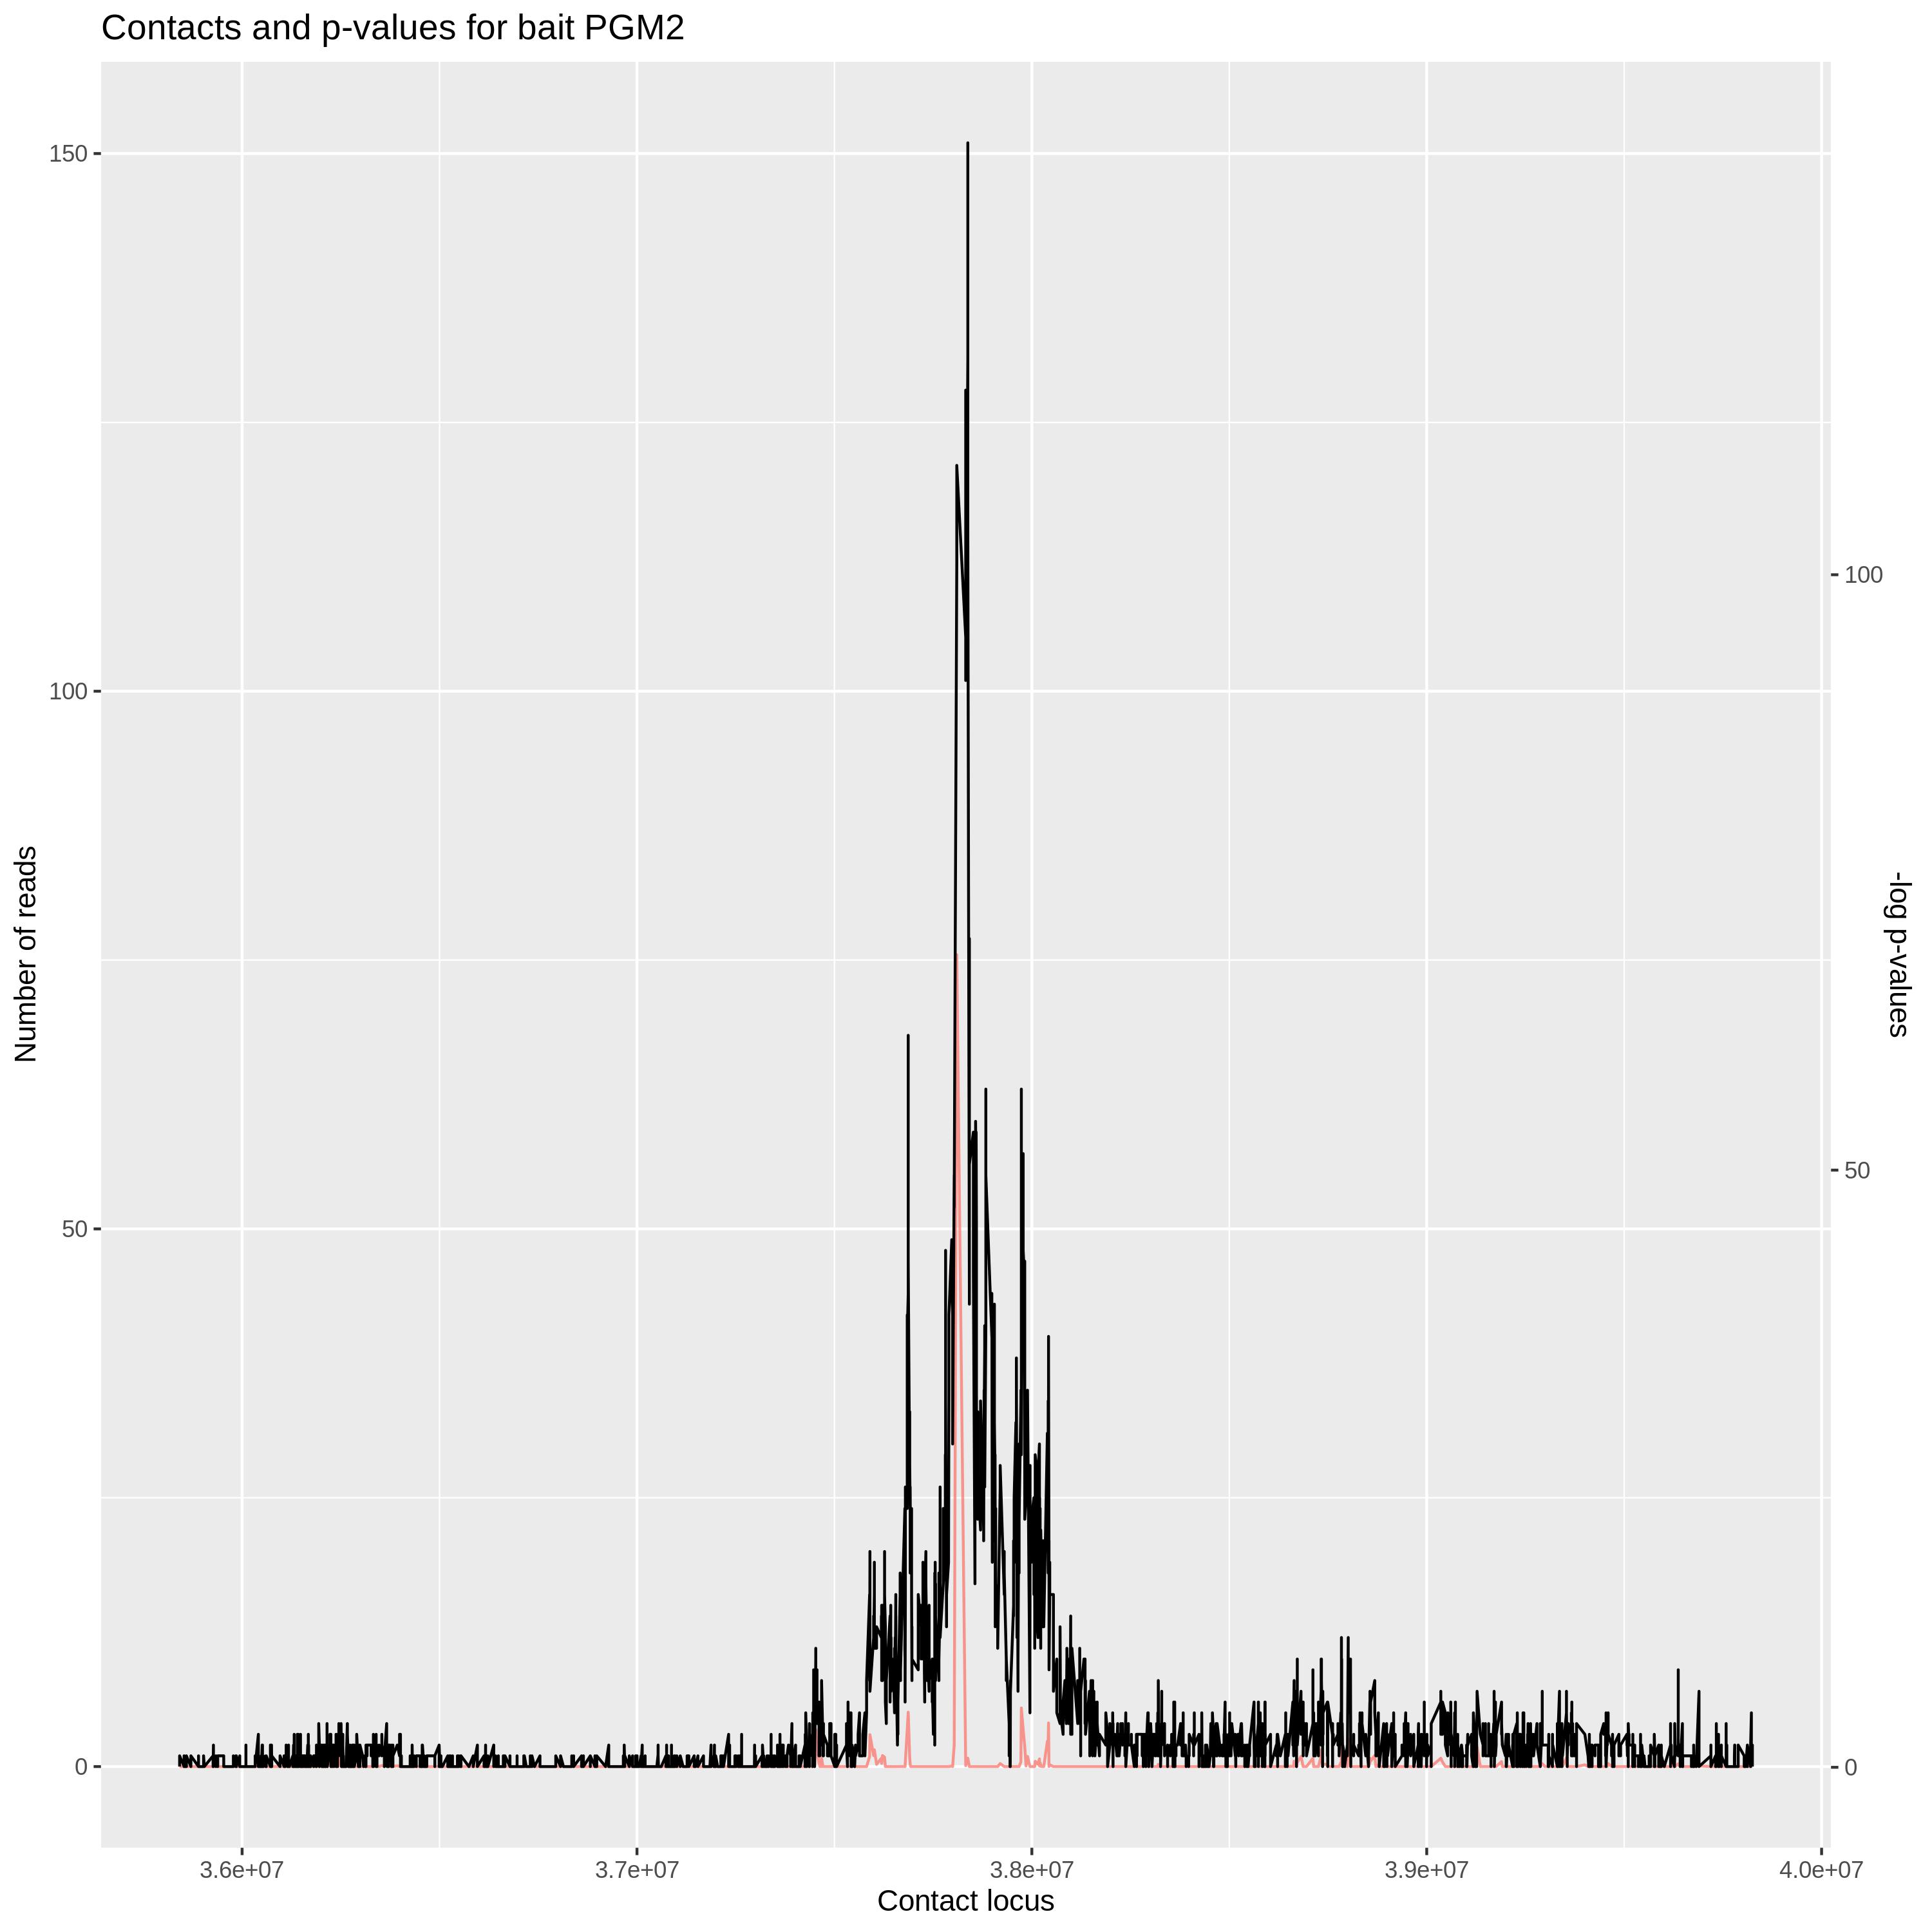 Contacts and p-values for bait PGM2
150
100
50
0
Number of reads
100
50
0
-log p-values
3.6e+07
3.7e+07
3.8e+07
3.9e+07
4.0e+07
Contact locus